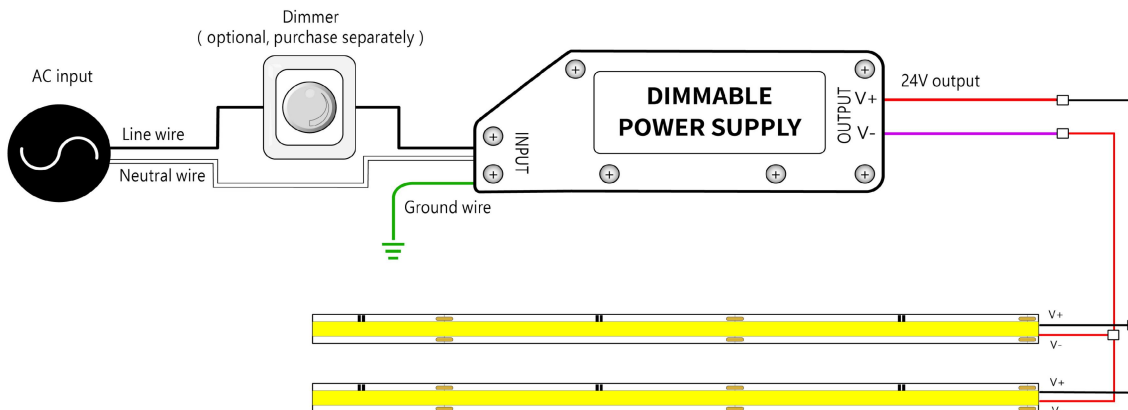 Dimmer
( optional, purchase separately )
AC input
Line wire
Neutral wire
Ground wire
INPUT
DIMMABLE
POWER SUPPLY
OUTPUT
V+
V-
24V output
V+
V-
V+